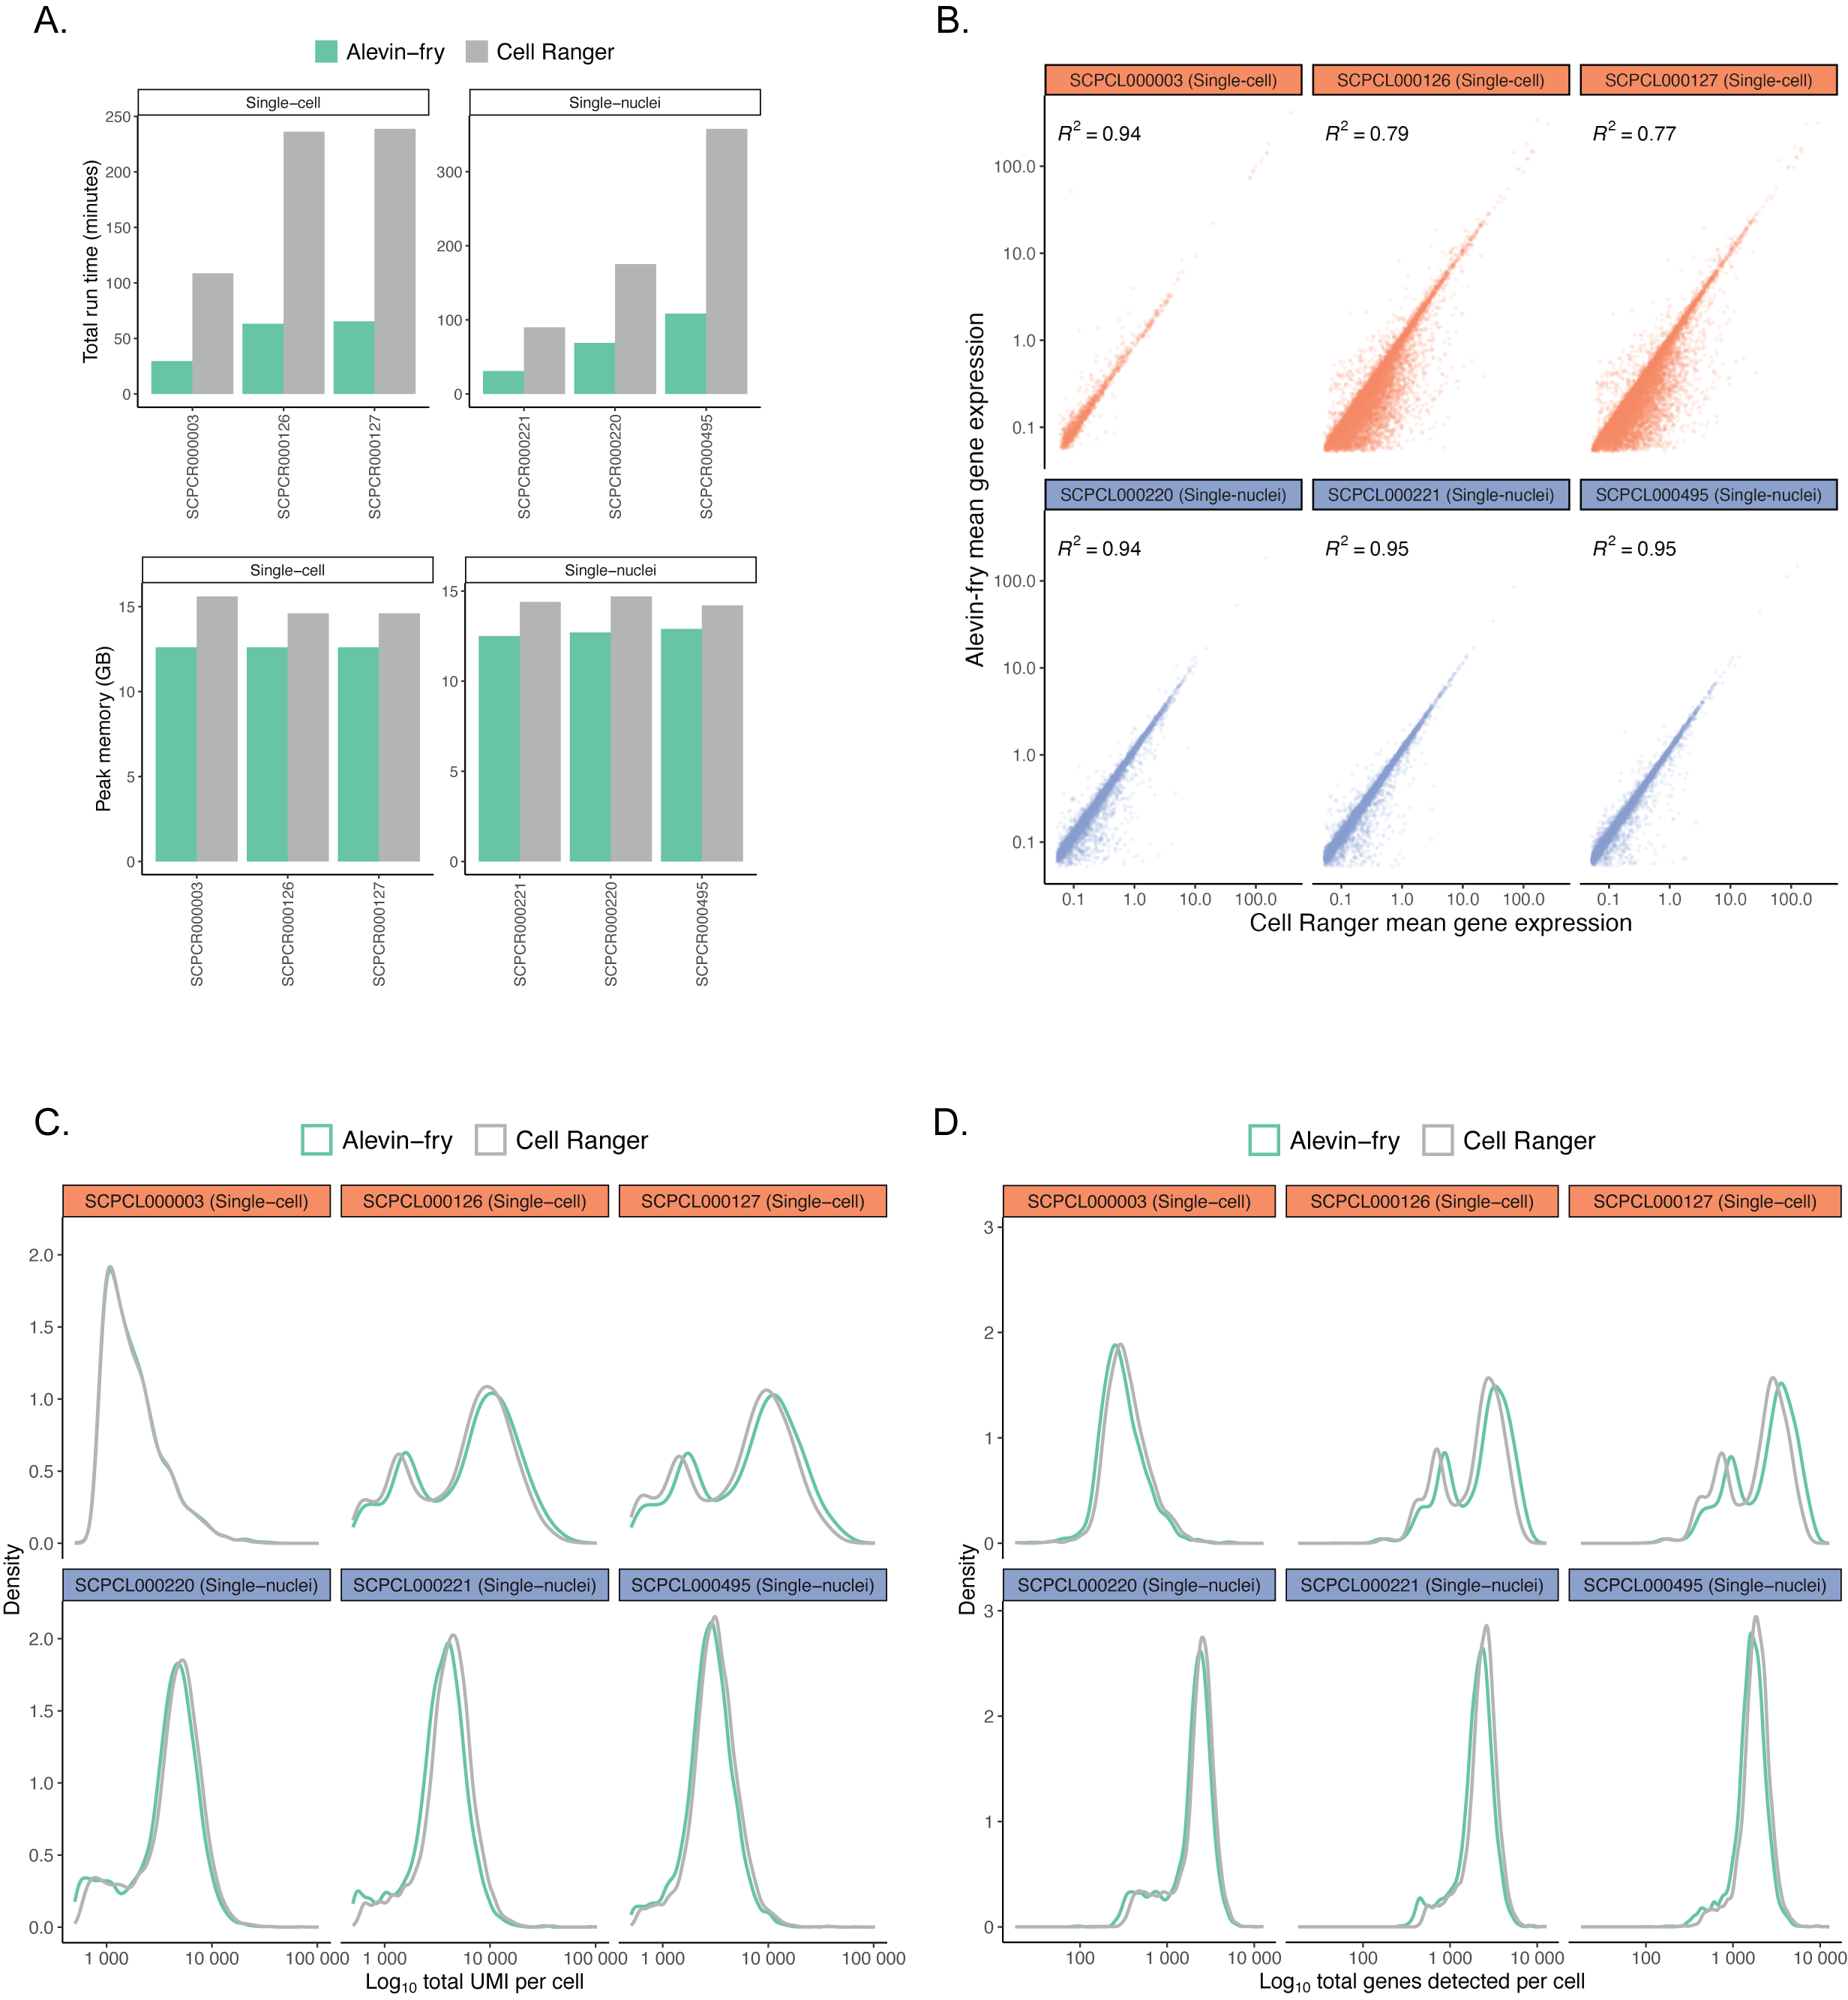 A.
Alevin−fry Cell Ranger
Single−cell Single−nuclei
Total run time (minutes)
250
200
150
100
50
0
300
200
100
0
SCPCR000003
SCPCR000126
SCPCR000127
SCPCR000221
SCPCR000220
SCPCR000495
Single−cell Single−nuclei
Peak memory (GB)
15
10
5
0
15
10
5
0
SCPCR000003
SCPCR000126
SCPCR000127
SCPCR000221
SCPCR000220
SCPCR000495
B.
SCPCL000003 (Single-cell) SCPCL000126 (Single-cell) SCPCL000127 (Single-cell)
R² = 0.94 R² = 0.79 R² = 0.77
100.0
10.0
1.0
0.1
Alevin-fry mean gene expression
SCPCL000220 (Single-nuclei) SCPCL000221 (Single-nuclei) SCPCL000495 (Single-nuclei)
R² = 0.94 R² = 0.95 R² = 0.95
100.0
10.0
1.0
0.1
0.1 1.0 10.0 100.0 0.1 1.0 10.0 100.0 0.1 1.0 10.0 100.0
Cell Ranger mean gene expression
C.
Alevin−fry Cell Ranger
SCPCL000003 (Single−cell) SCPCL000126 (Single−cell) SCPCL000127 (Single−cell)
2.0
1.5
1.0
0.5
0.0
Density
SCPCL000220 (Single−nuclei) SCPCL000221 (Single−nuclei) SCPCL000495 (Single−nuclei)
2.0
1.5
1.0
0.5
0.0
1 000 10 000 100 000 1 000 10 000 100 000 1 000 10 000 100 000
Log₁₀ total UMI per cell
D.
Alevin−fry Cell Ranger
SCPCL000003 (Single−cell) SCPCL000126 (Single−cell) SCPCL000127 (Single−cell)
3
2
1
0
Density
SCPCL000220 (Single−nuclei) SCPCL000221 (Single−nuclei) SCPCL000495 (Single−nuclei)
3
2
1
0
100 1 000 10 000 100 1 000 10 000 100 1 000 10 000
Log₁₀ total genes detected per cell